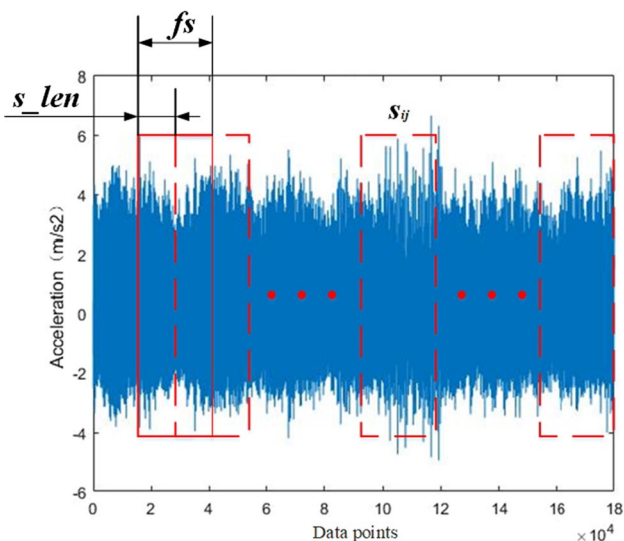 fs
s_len
s_ij
8
6
4
2
0
-2
-4
-6
Acceleration（m/s2）
0 2 4 6 8 10 12 14 16 18
Data points
×10^4